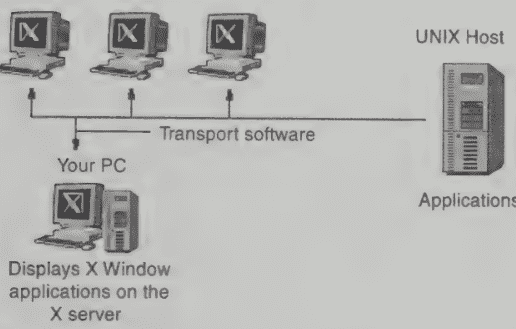 UNIX Host
Transport software
Your PC
Applications
Displays X Window
applications on the
X server